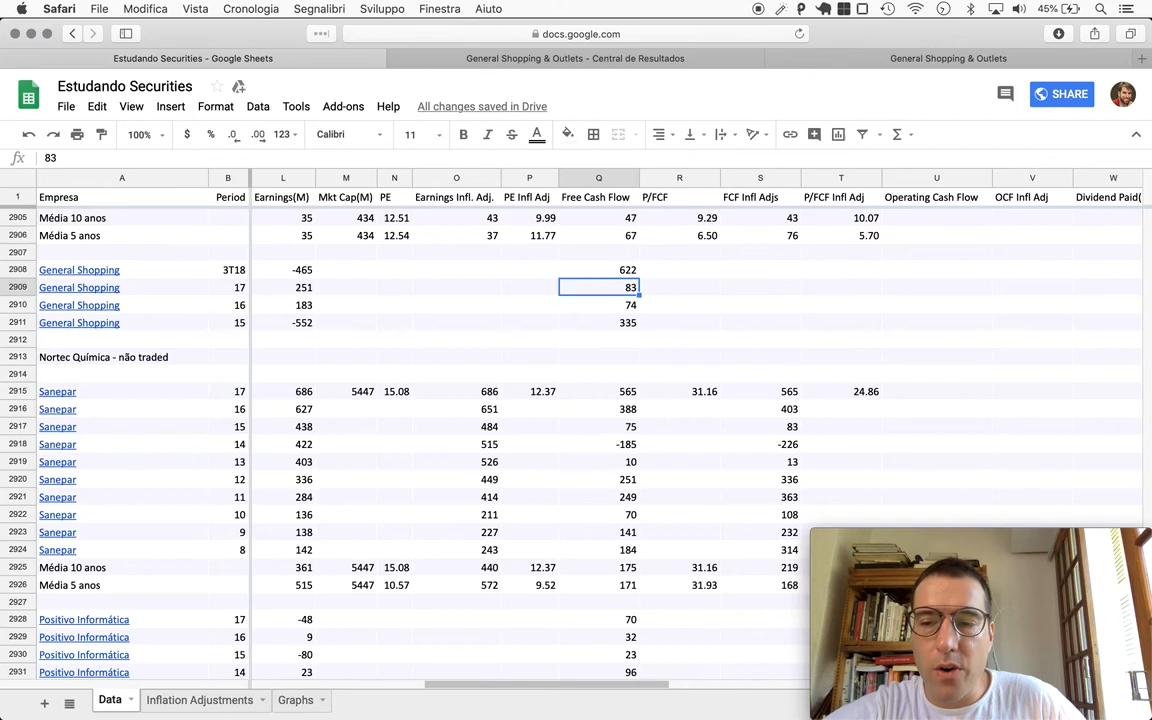 Safari File Modifica Vista Cronologia Segnalibri Sviluppo Finestra Aiuto 45%
docs.google.com
Estudando Securities - Google Sheets General Shopping & Outlets - Central de Resultados General Shopping & Outlets
Estudando Securities
File Edit View Insert Format Data Tools Add-ons Help All changes saved in Drive SHARE
100% $ % .0 .00 123 Calibri 11 B I S A
fx 83
A B L M N O P Q R S T U V W
1 Empresa Period Earnings(M) Mkt Cap(M) PE Earnings Infl. Adj. PE Infl Adj Free Cash Flow P/FCF FCF Infl Adjs P/FCF Infl Adj Operating Cash Flow OCF Infl Adj Dividend Paid(
2905 Média 10 anos 35 434 12.51 43 9.99 47 9.29 43 10.07
2906 Média 5 anos 35 434 12.54 37 11.77 67 6.50 76 5.70
2907
2908 General Shopping 3T18 -465 622
2909 General Shopping 17 251 83
2910 General Shopping 16 183 74
2911 General Shopping 15 -552 335
2912
2913 Nortec Química - não traded
2914
2915 Sanepar 17 686 5447 15.08 686 12.37 565 31.16 565 24.86
2916 Sanepar 16 627 651 388 403
2917 Sanepar 15 438 484 75 83
2918 Sanepar 14 422 515 -185 -226
2919 Sanepar 13 403 526 10 13
2920 Sanepar 12 336 449 251 336
2921 Sanepar 11 284 414 249 363
2922 Sanepar 10 136 211 70 108
2923 Sanepar 9 138 227 141 232
2924 Sanepar 8 142 243 184 314
2925 Média 10 anos 361 5447 15.08 440 12.37 175 31.16 219
2926 Média 5 anos 515 5447 10.57 572 9.52 171 31.93 168
2927
2928 Positivo Informática 17 -48 70
2929 Positivo Informática 16 9 32
2930 Positivo Informática 15 -80 23
2931 Positivo Informática 14 23 96
Data Inflation Adjustments Graphs